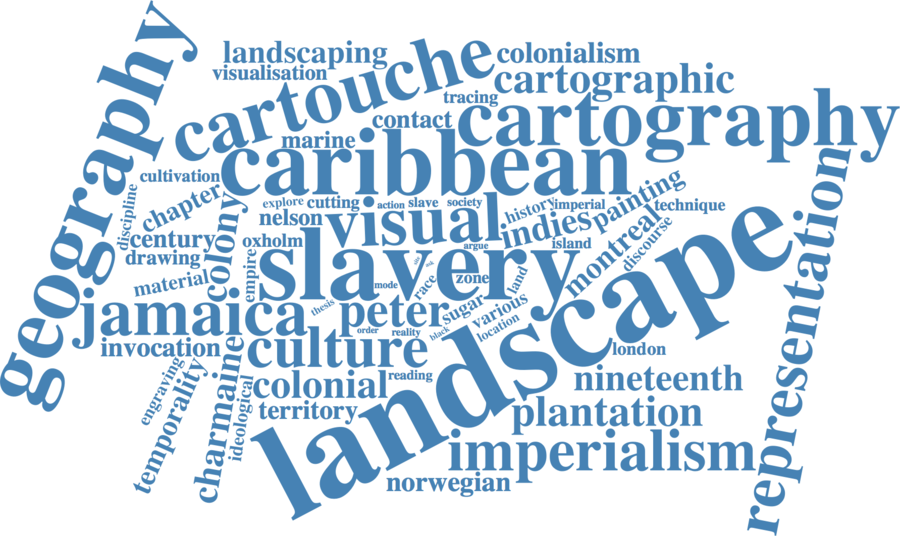 landscaping
colonialism
visualisation
cartouche
cartographic
tracing
geography
contact
cartography
marine
caribbean
cultivation
chapter
discipline
explore
cutting
action
slave
society
history
imperial
painting
technique
nelson
visual
indies
century
colony
oxholm
argue
island
montreal
discourse
drawing
slavery
representation
material
empire
mode
race
zone
land
landscape
jamaica
thesis
peter
sugar
various
order
reality
black
location
invocation
culture
london
charmaine
engraving
temporality
ideological
colonial
reading
nineteenth
territory
plantation
imperialism
norwegian